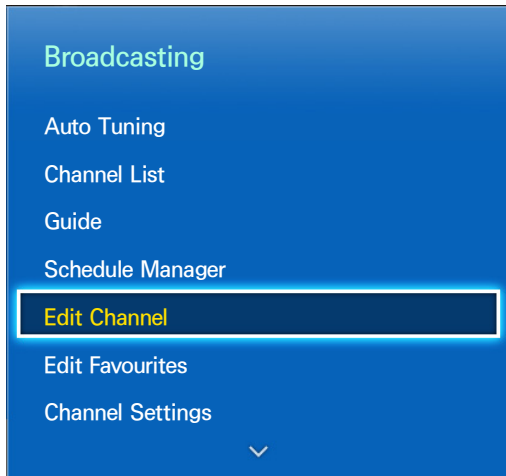 Broadcasting
Auto Tuning
Channel List
Guide
Schedule Manager
Edit Channel
Edit Favourites
Channel Settings